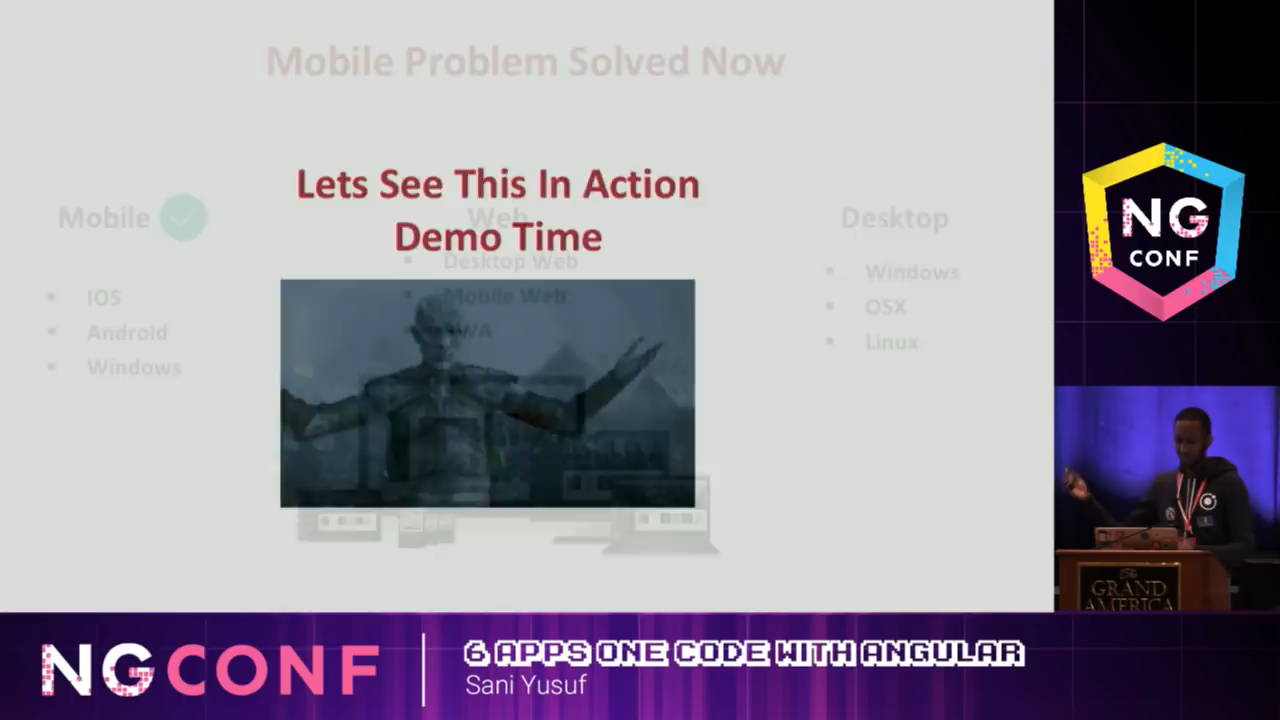 Mobile Problem Solved Now
Lets See This In Action
Demo Time
Mobile
IOS
Android
Windows
Web
Desktop Web
Mobile Web
Desktop
Windows
OSX
Linux
NG
CONF
The
GRAND
AMERICA
NGCONF
6 APPS ONE CODE WITH ANGULAR
Sani Yusuf